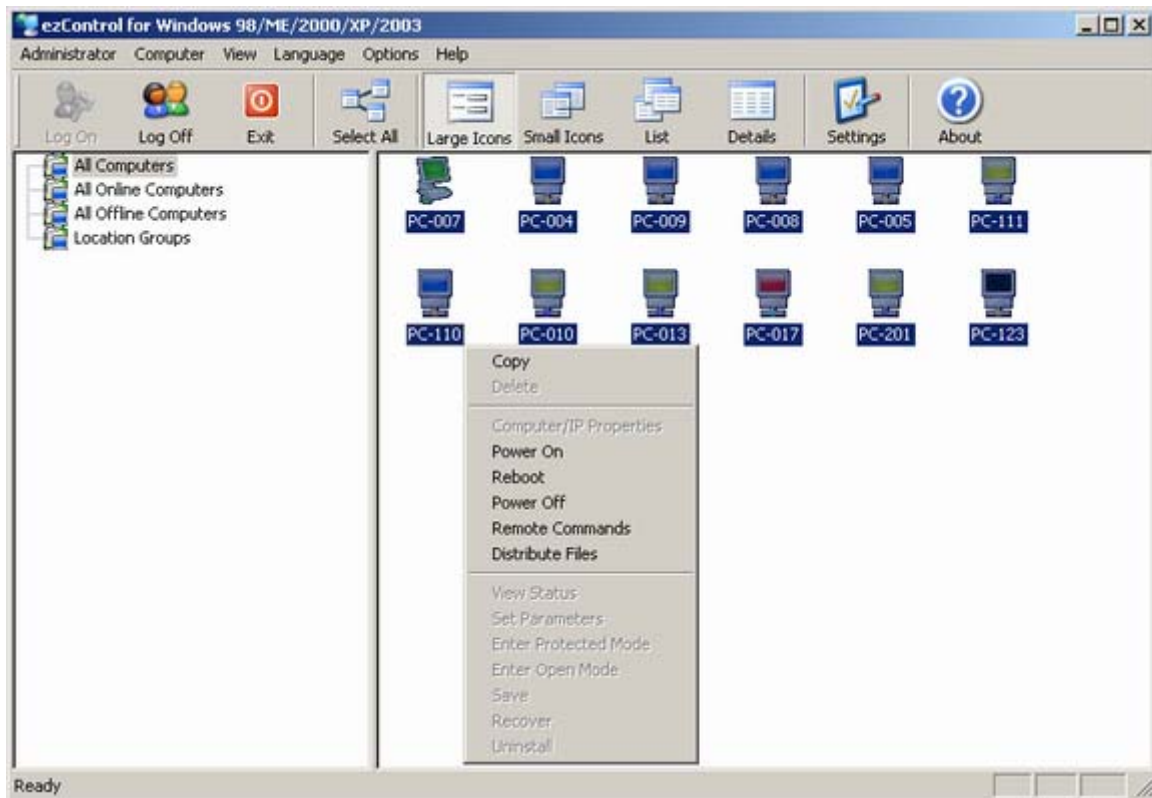 ezControl for Windows 98/ME/2000/XP/2003
Administrator Computer View Language Options Help
Log On Log Off Exit Select All Large Icons Small Icons List Details Settings About
All Computers
All Online Computers
All Offline Computers
Location Groups
PC-007 PC-004 PC-009 PC-008 PC-005 PC-111
PC-110 PC-010 PC-013 PC-017 PC-201 PC-123
Copy
Delete
Computer/IP Properties
Power On
Reboot
Power Off
Remote Commands
Distribute Files
View Status
Set Parameters
Enter Protected Mode
Enter Open Mode
Save
Recover
Uninstall
Ready